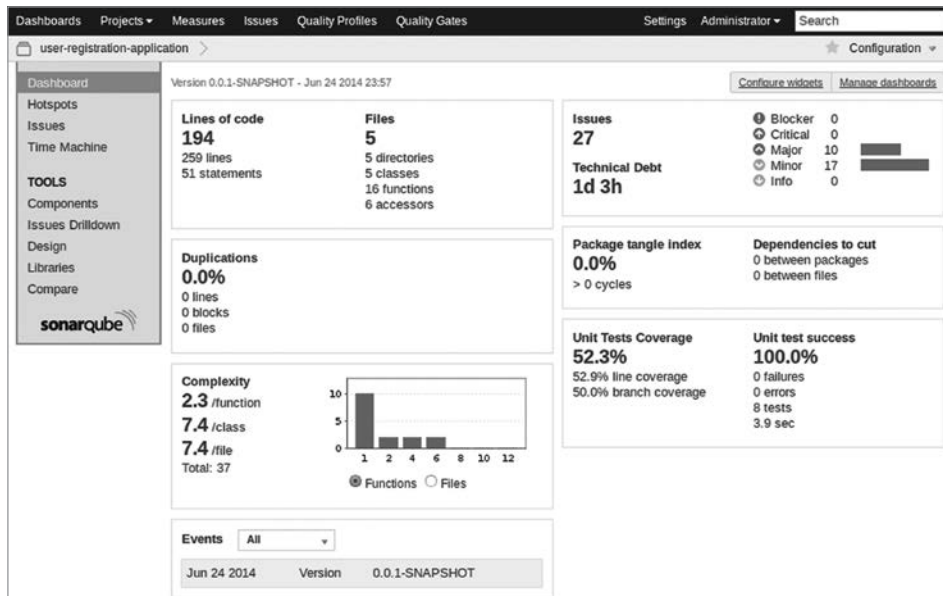 Dashboards Projects Measures Issues Quality Profiles Quality Gates Settings Administrator Search
user-registration-application Configuration
Dashboard
Hotspots
Issues
Time Machine
TOOLS
Components
Issues Drilldown
Design
Libraries
Compare
sonarqube
Version 0.0.1-SNAPSHOT - Jun 24 2014 23:57
Configure widgets Manage dashboards
Lines of code
194
259 lines
51 statements
Files
5
5 directories
5 classes
16 functions
6 accessors
Duplications
0.0%
0 lines
0 blocks
0 files
Complexity
2.3 /function
7.4 /class
7.4 /file
Total: 37
10
5
0
1 2 4 6 8 10 12
Functions Files
Events All
Jun 24 2014 Version 0.0.1-SNAPSHOT
Issues
27
Technical Debt
1d 3h
Blocker 0
Critical 0
Major 10
Minor 17
Info 0
Package tangle index
0.0%
> 0 cycles
Dependencies to cut
0 between packages
0 between files
Unit Tests Coverage
52.3%
52.9% line coverage
50.0% branch coverage
Unit test success
100.0%
0 failures
0 errors
8 tests
3.9 sec